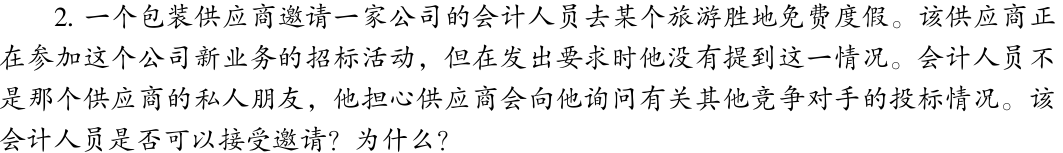 2. 一个包装供应商邀请一家公司的会计人员去某个旅游胜地免费度假。该供应商正
在参加这个公司新业务的招标活动，但在发出要求时他没有提到这一情况。会计人员不
是那个供应商的私人朋友，他担心供应商会向他询问有关其他竞争对手的投标情况。该
会计人员是否可以接受邀请？为什么？